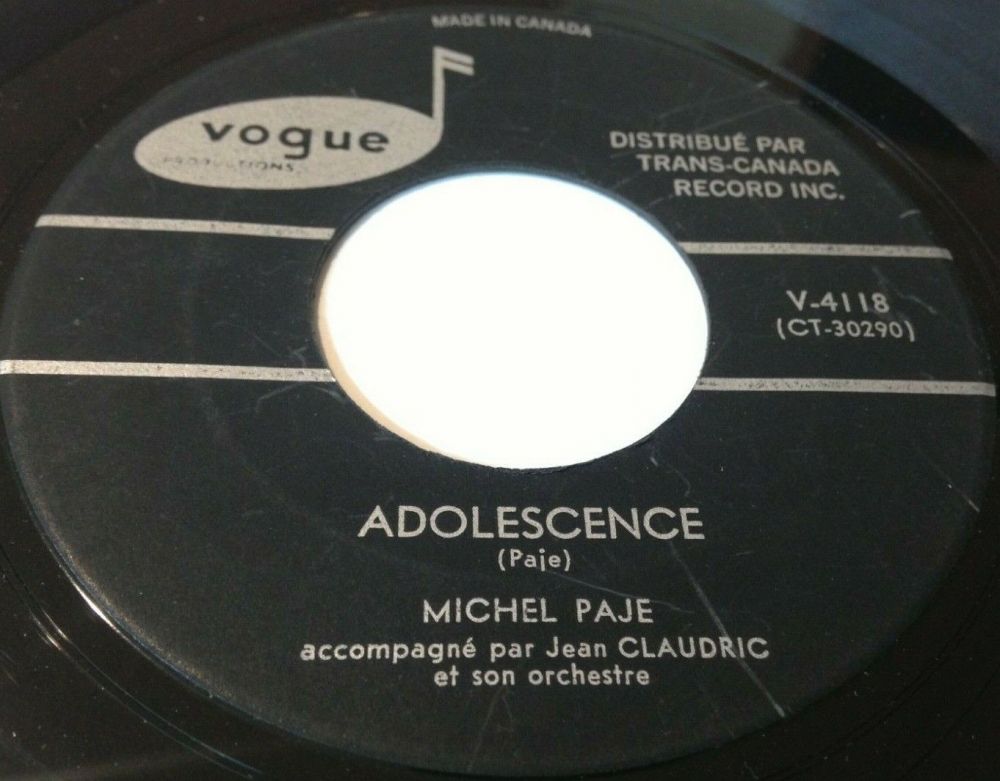 MADE IN CANADA
vogue
PRODUCTIONS
DISTRIBUÉ PAR
TRANS-CANADA
RECORD INC.
V-4118
(CT-30290)
ADOLESCENCE
(Paje)
MICHEL PAJE
accompagné par Jean CLAUDRIC
et son orchestre